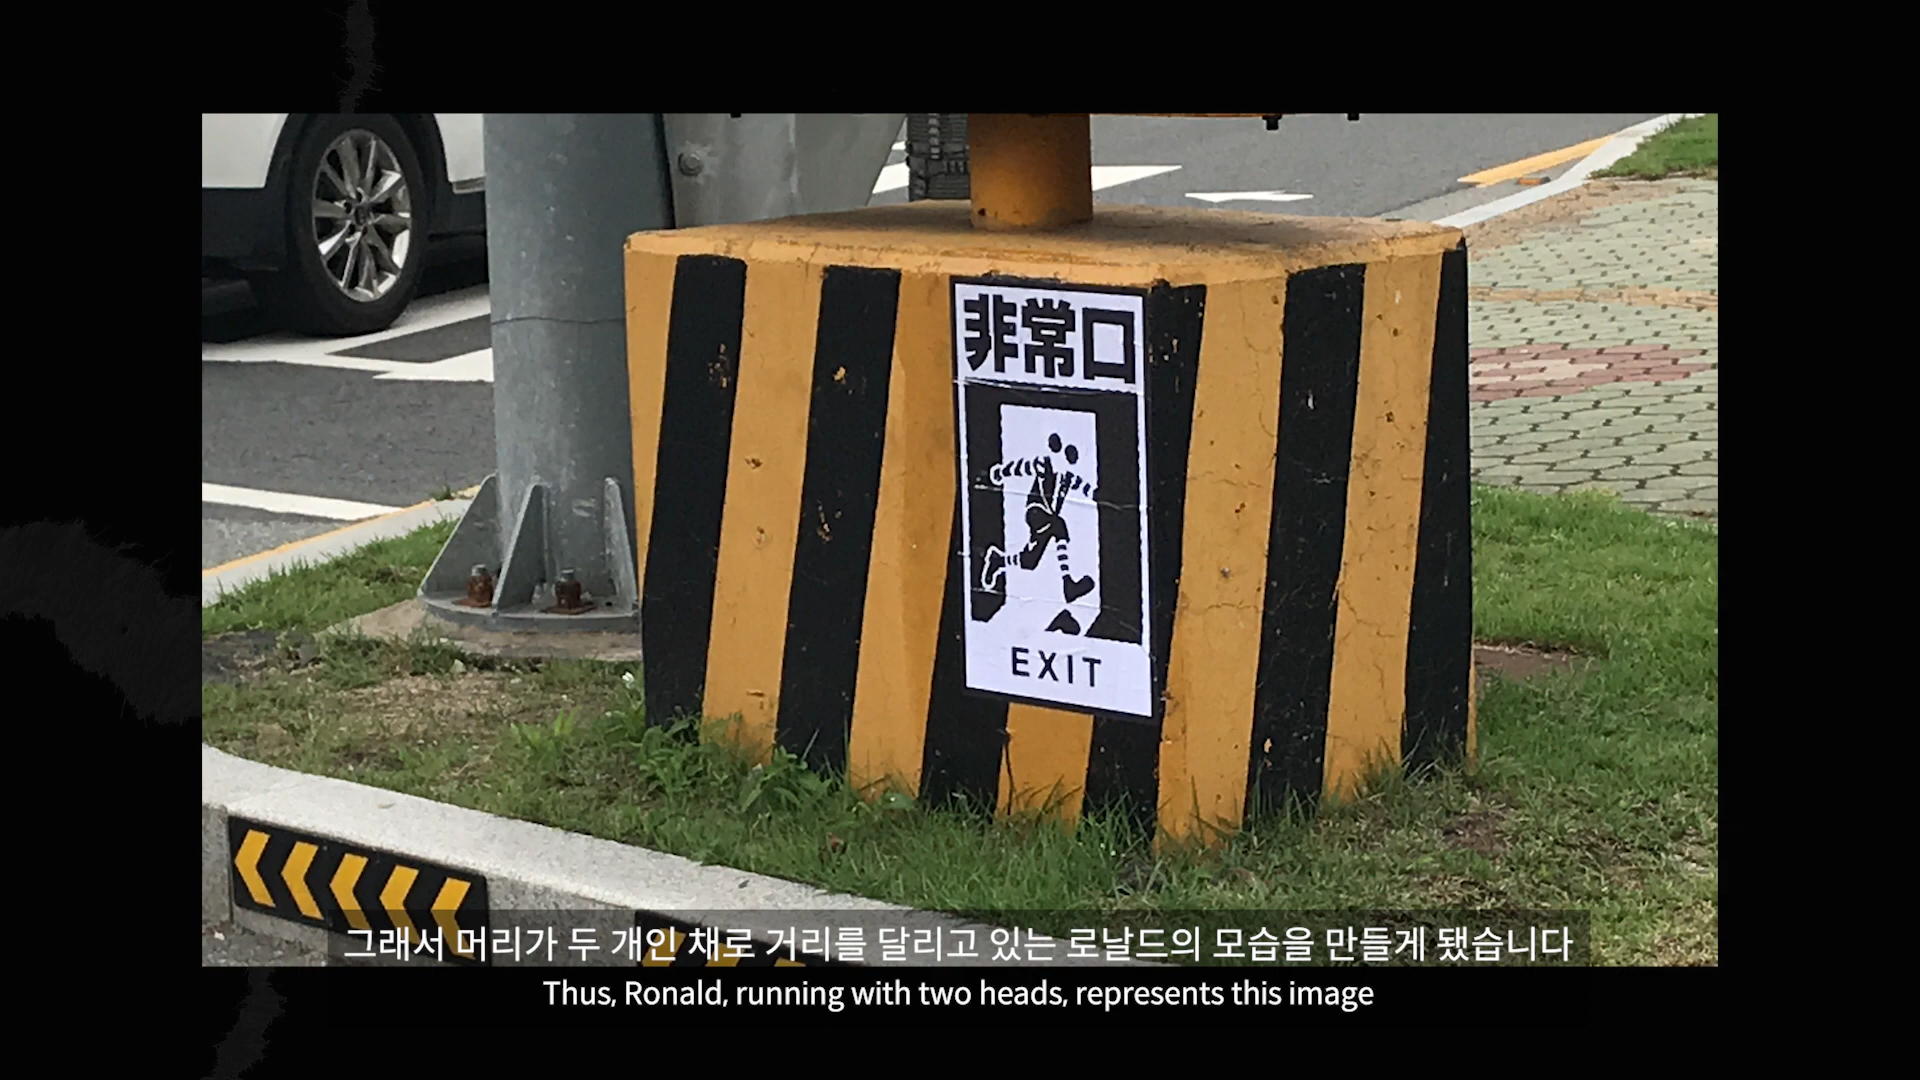 非常口
EXIT
그래서 머리가 두 개인 채로 거리를 달리고 있는 로날드의 모습을 만들게 됐습니다
Thus, Ronald, running with two heads, represents this image